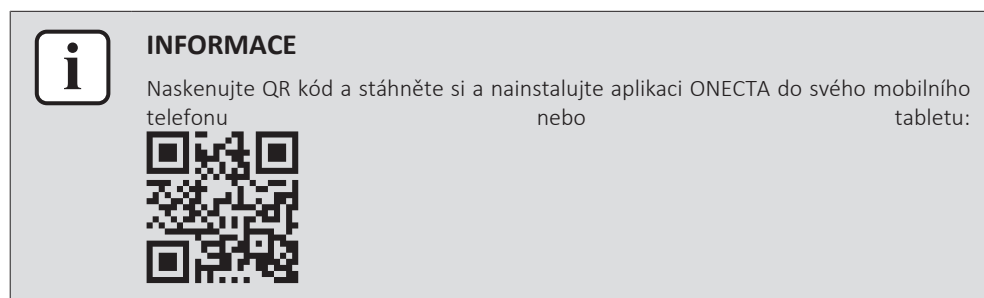 i
INFORMACE
Naskenujte QR kód a stáhněte si a nainstalujte aplikaci ONECTA do svého mobilního
telefonu nebo tabletu: